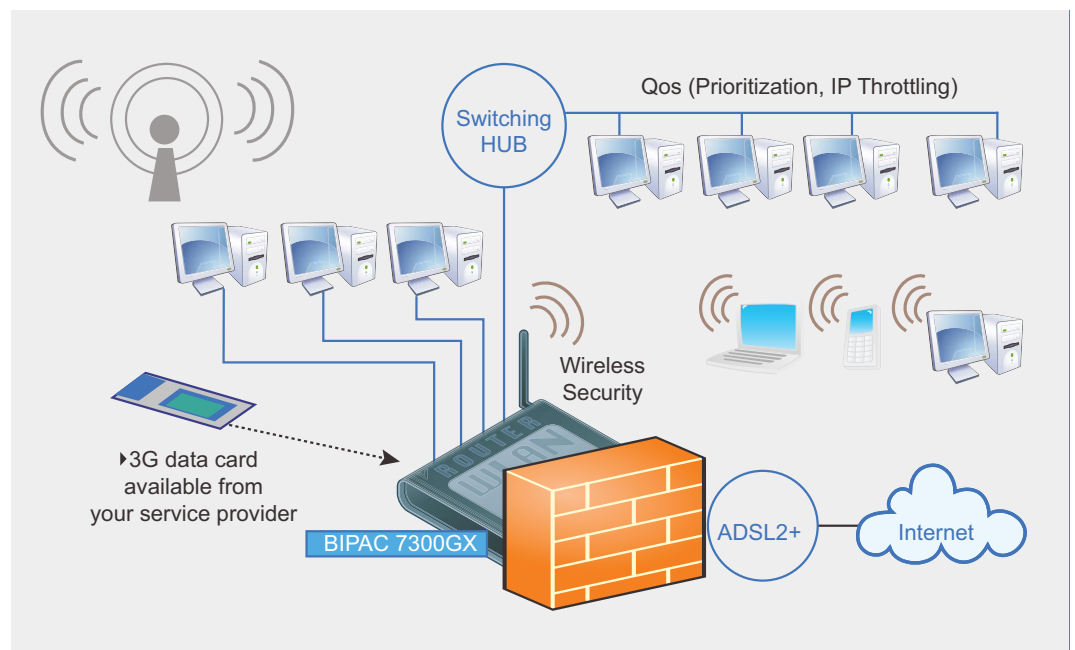 Qos (Prioritization, IP Throttling)
Switching
HUB
Wireless
Security
3G data card
available from
your service provider
ROUTER
WLAN
BIPAC 7300GX
ADSL2+
Internet